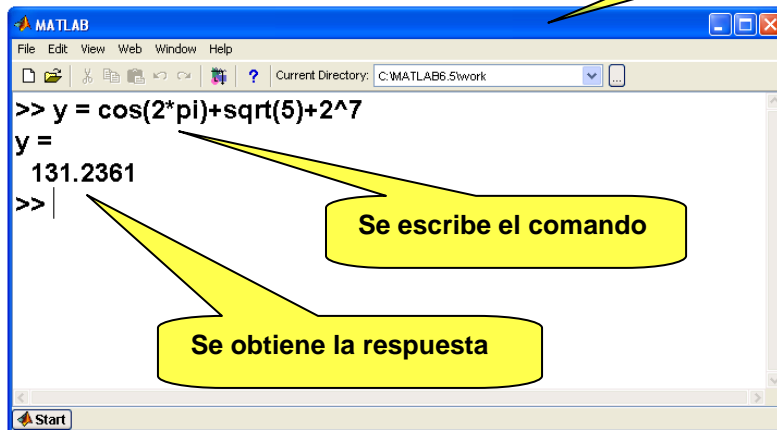 MATLAB
File Edit View Web Window Help
? Current Directory: C:\MATLAB6.5\work ...
>> y = cos(2*pi)+sqrt(5)+2^7
y =
131.2361
>>
Se escribe el comando
Se obtiene la respuesta
Start